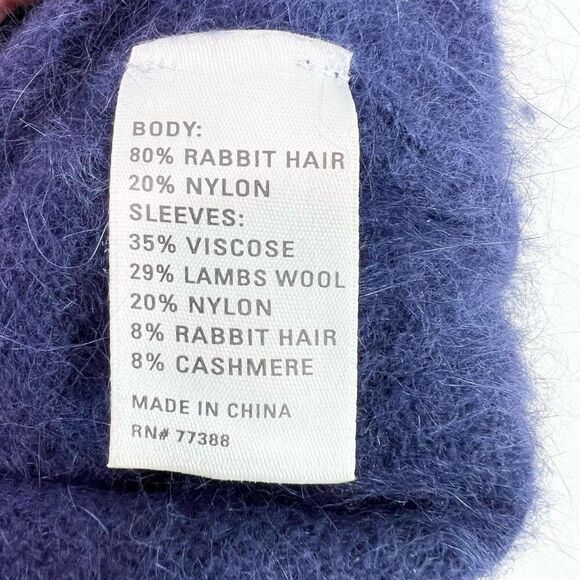 BODY:
80% RABBIT HAIR
20% NYLON
SLEEVES:
35% VISCOSE
29% LAMBS WOOL
20% NYLON
8% RABBIT HAIR
8% CASHMERE
MADE IN CHINA
RN# 77388